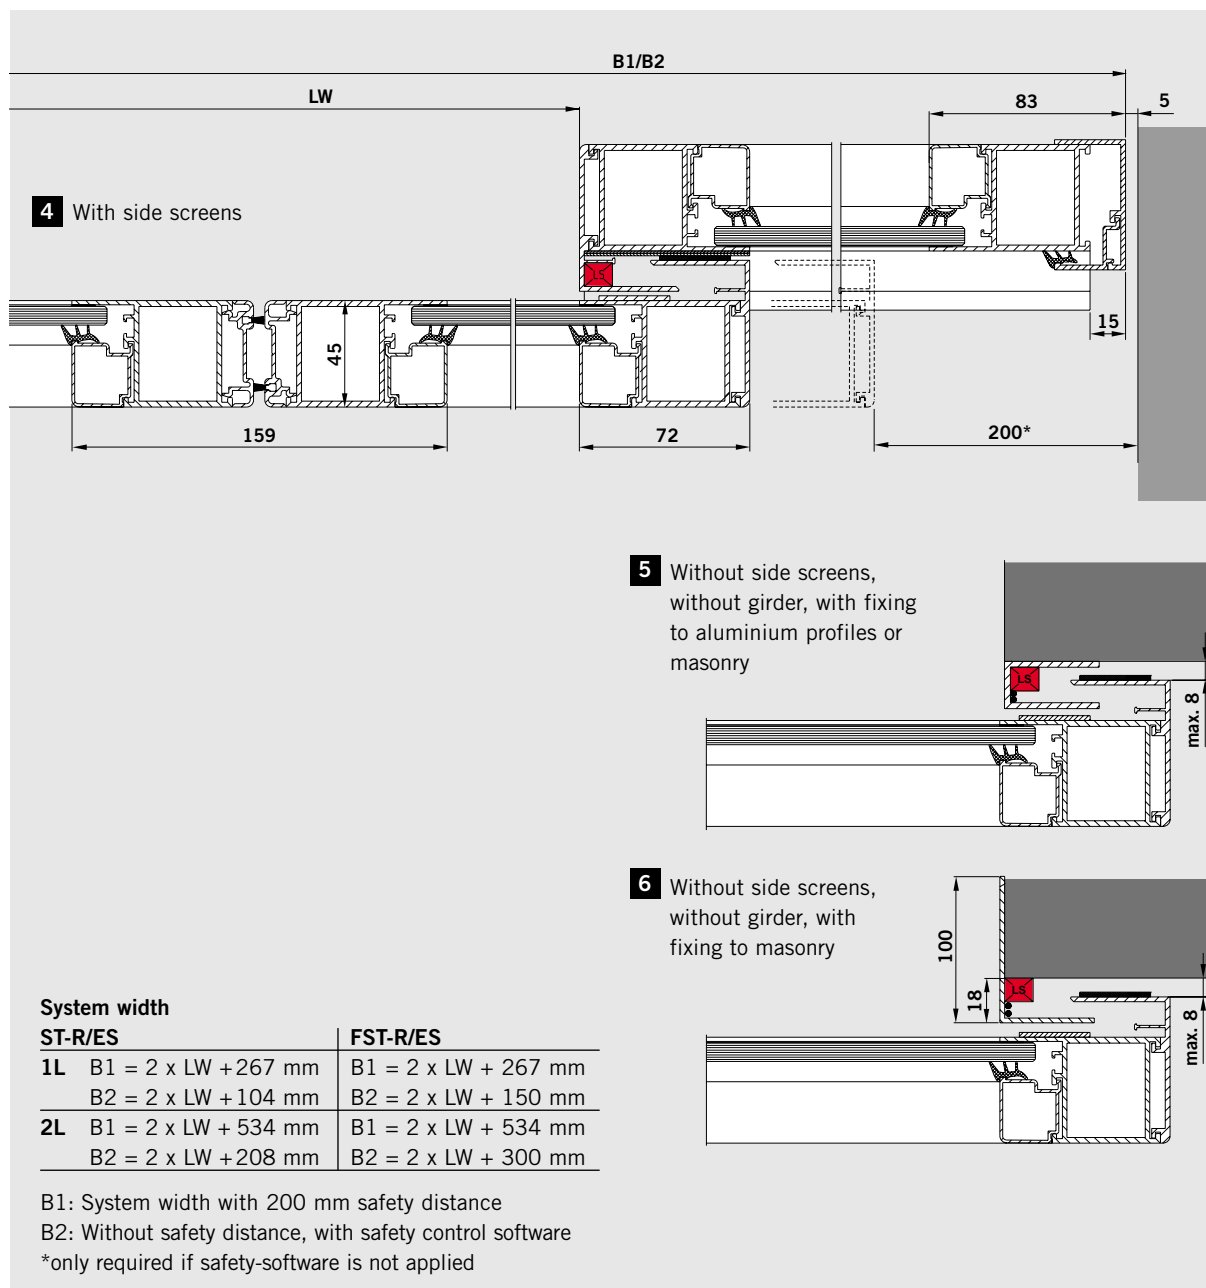 B1/B2
LW
83
5
4 With side screens
LS
15
45
159
72
200*
5 Without side screens,
without girder, with fixing
to aluminium profiles or
masonry
LS
max. 8
6 Without side screens,
without girder, with
fixing to masonry
100
18
LS
max. 8
System width
ST-R/ES FST-R/ES
1L B1 = 2 x LW +267 mm B1 = 2 x LW + 267 mm
B2 = 2 x LW +104 mm B2 = 2 x LW + 150 mm
2L B1 = 2 x LW + 534 mm B1 = 2 x LW + 534 mm
B2 = 2 x LW +208 mm B2 = 2 x LW + 300 mm
B1: System width with 200 mm safety distance
B2: Without safety distance, with safety control software
*only required if safety-software is not applied